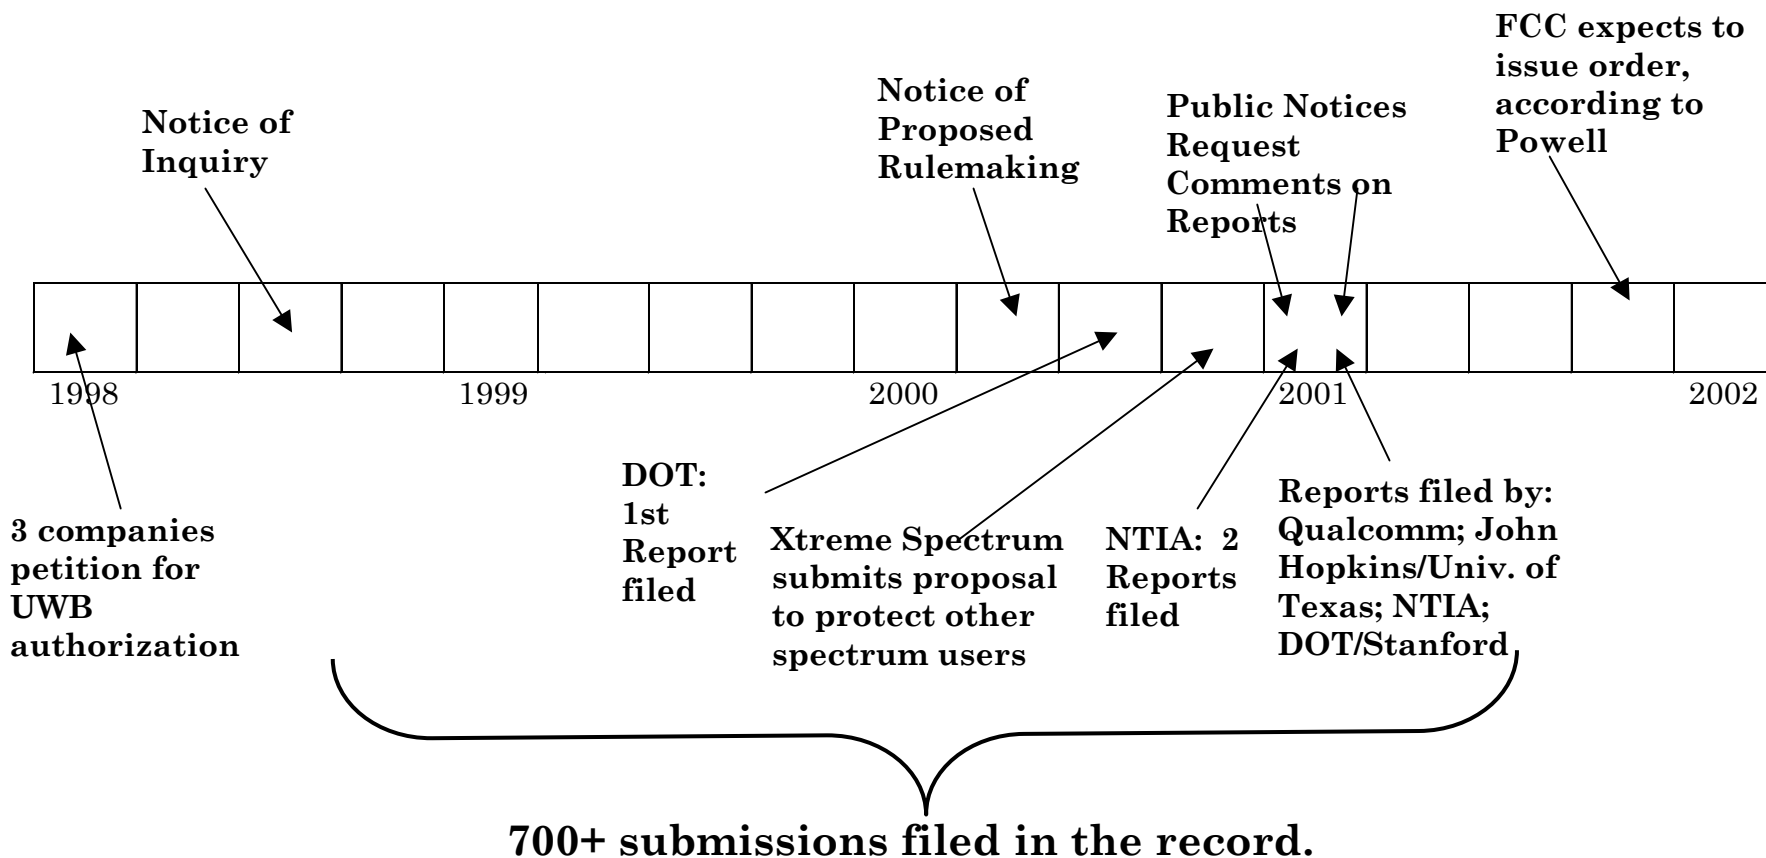 FCC expects to
issue order,
according to
Powell
Notice of
Proposed
Rulemaking
Public Notices
Request
Comments on
Reports
Notice of
Inquiry
1998
1999
2000
2001
2002
3 companies
petition for
UWB
authorization
DOT:
1st
Report
filed
Xtreme Spectrum
submits proposal
to protect other
spectrum users
NTIA: 2
Reports
filed
Reports filed by:
Qualcomm; John
Hopkins/Univ. of
Texas; NTIA;
DOT/Stanford
700+ submissions filed in the record.